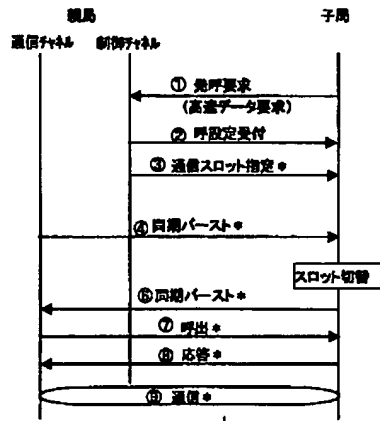 親局 子局
通信チャネル 制御チャネル
① 発呼要求
(高速データ要求)
② 呼設定受付
③ 通信スロット指定*
④ 同期バースト*
スロット切替
⑥ 同期バースト*
⑦ 呼出*
⑧ 応答*
⑨ 通信*